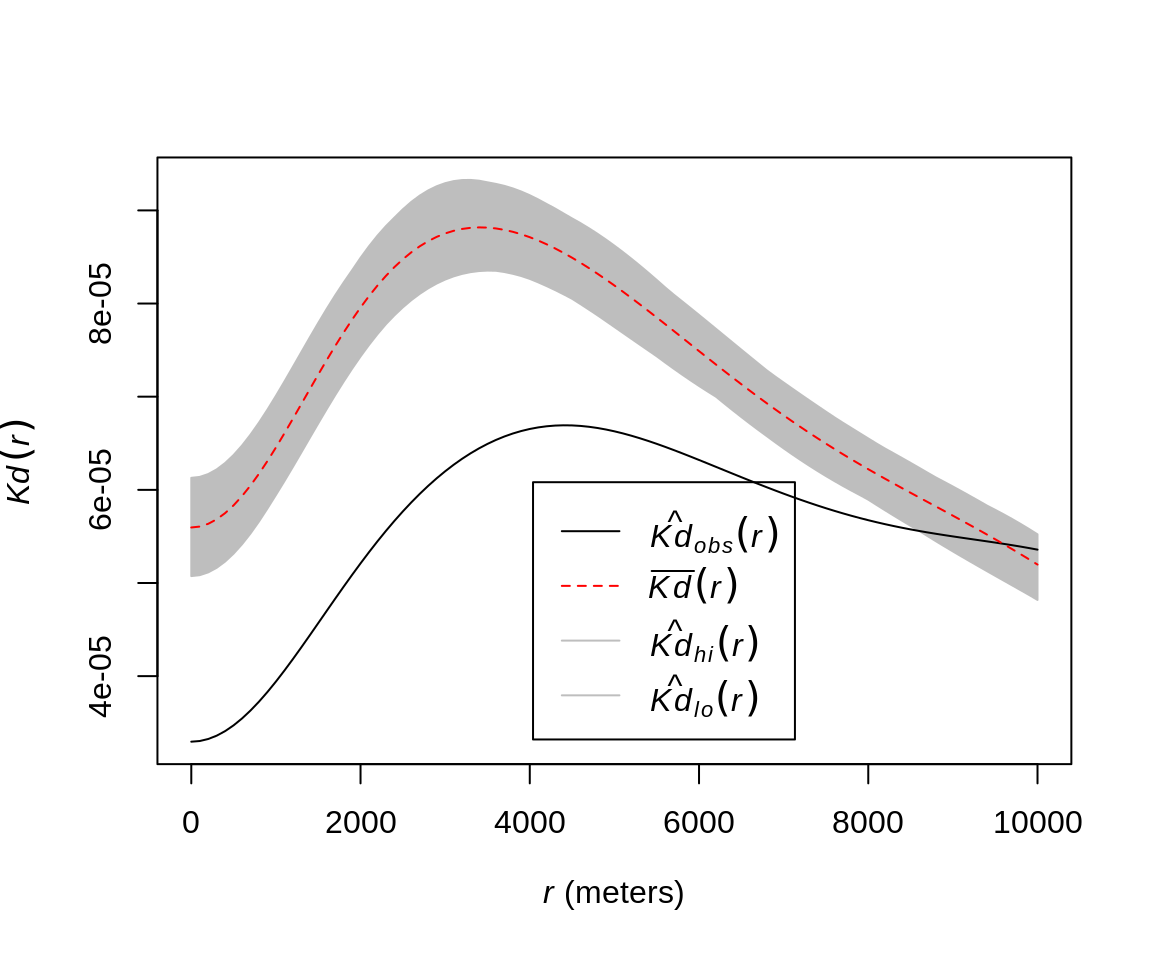 Kd(r)
8e-05
6e-05
4e-05
K̂d_obs(r)
K̅d̅(r)
K̂d_hi(r)
K̂d_lo(r)
0 2000 4000 6000 8000 10000
r (meters)